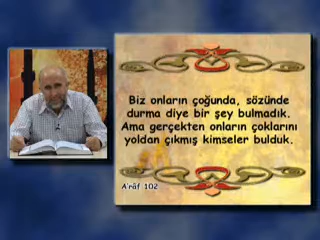 Biz onların çoğunda, sözünde
durma diye bir şey bulmadık.
Ama gerçekten onların çoklarını
yoldan çıkmış kimseler bulduk.
A'râf 102